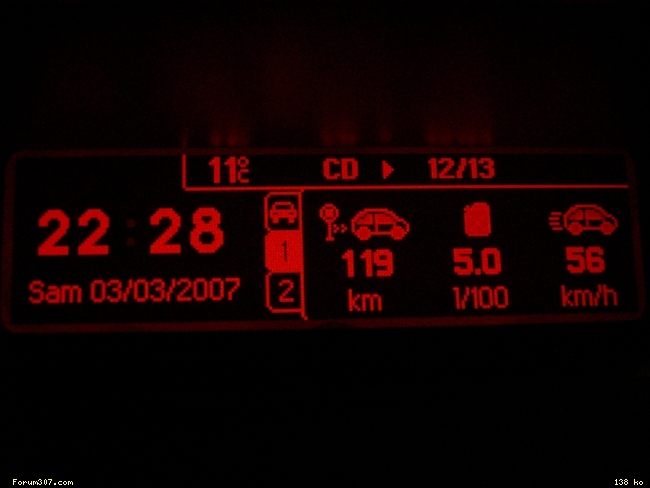 11°C CD 12/13
22:28
Sam 03/03/2007
1
2
119 5.0 56
km l/100 km/h
Forum307.com 138 ko